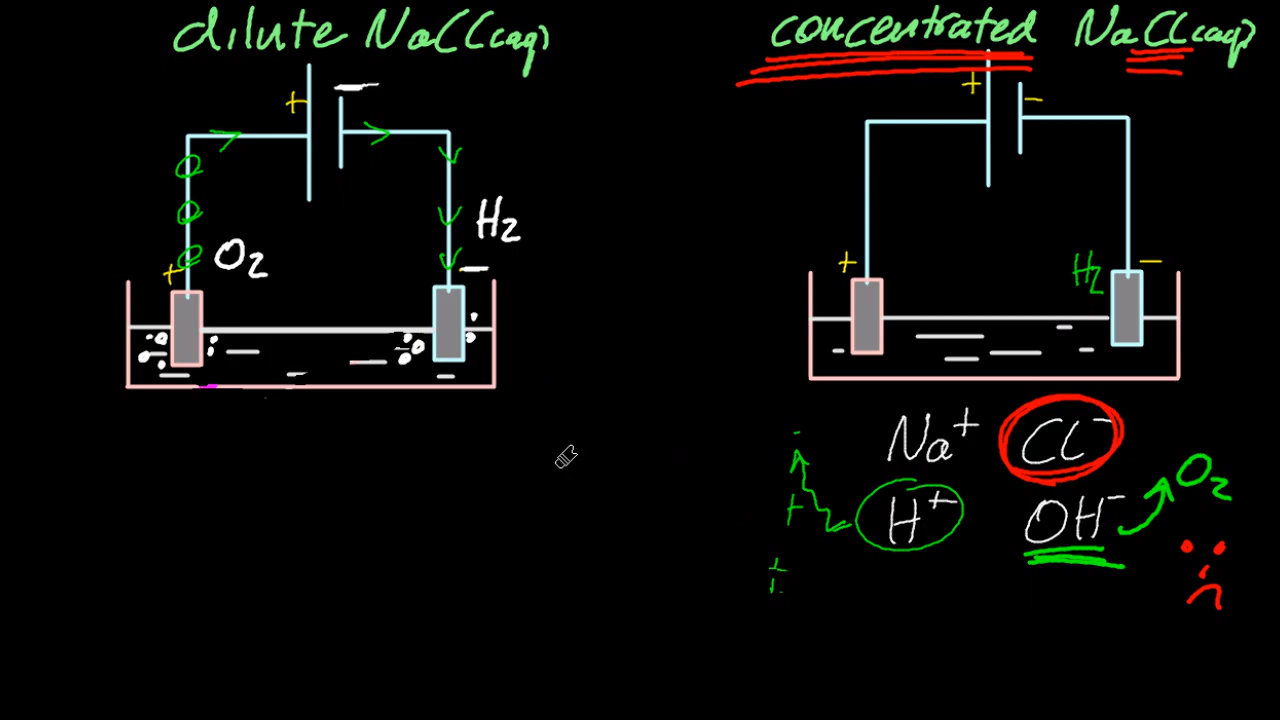 dilute NaCl(aq)
+ −
O2
H2
+ −
concentrated NaCl(aq)
+ −
+ H2 −
Na+ Cl−
H+ OH− O2
-
+
+